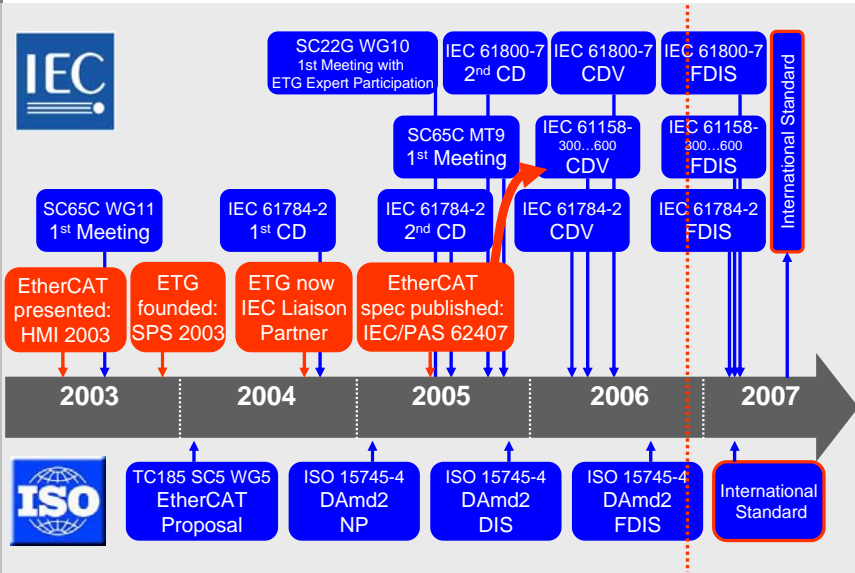 IEC
SC22G WG10
1st Meeting with
ETG Expert Participation
IEC 61800-7
2nd CD
IEC 61800-7
CDV
IEC 61800-7
FDIS
International Standard
SC65C MT9
1st Meeting
IEC 61158-
300...600
CDV
IEC 61158-
300...600
FDIS
SC65C WG11
1st Meeting
IEC 61784-2
1st CD
IEC 61784-2
2nd CD
IEC 61784-2
CDV
IEC 61784-2
FDIS
EtherCAT
presented:
HMI 2003
ETG
founded:
SPS 2003
ETG now
IEC Liaison
Partner
EtherCAT
spec published:
IEC/PAS 62407
2003
2004
2005
2006
2007
ISO
TC185 SC5 WG5
EtherCAT
Proposal
ISO 15745-4
DAmd2
NP
ISO 15745-4
DAmd2
DIS
ISO 15745-4
DAmd2
FDIS
International
Standard